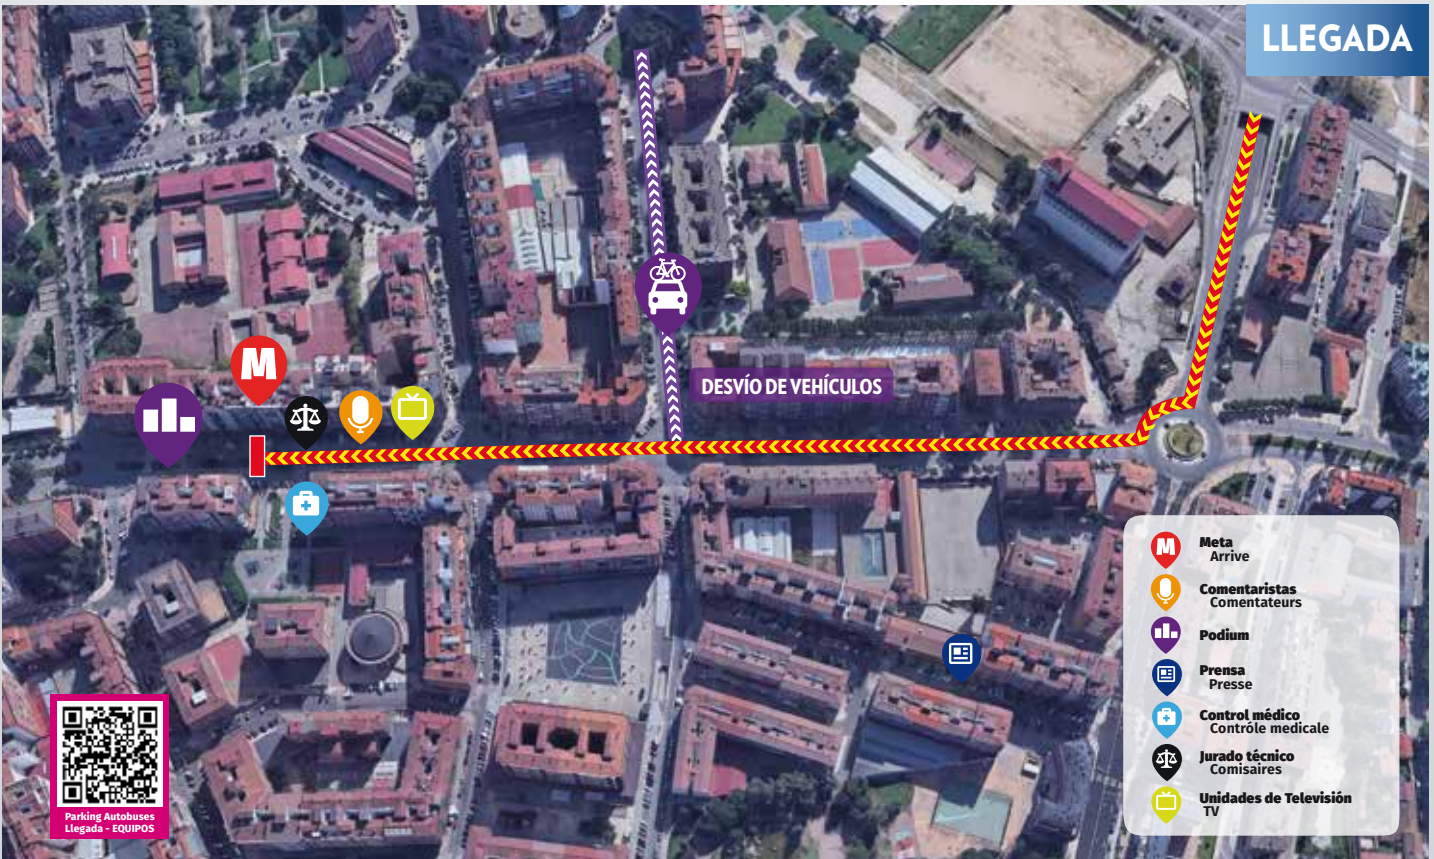 LLEGADA
M
DESVÍO DE VEHÍCULOS
M
Meta
Arrive
Comentaristas
Comentateurs
Podium
Prensa
Presse
Control médico
Contróle medicale
Jurado técnico
Comisaires
Unidades de Televisión
TV
Parking Autobuses
Llegada - EQUIPOS